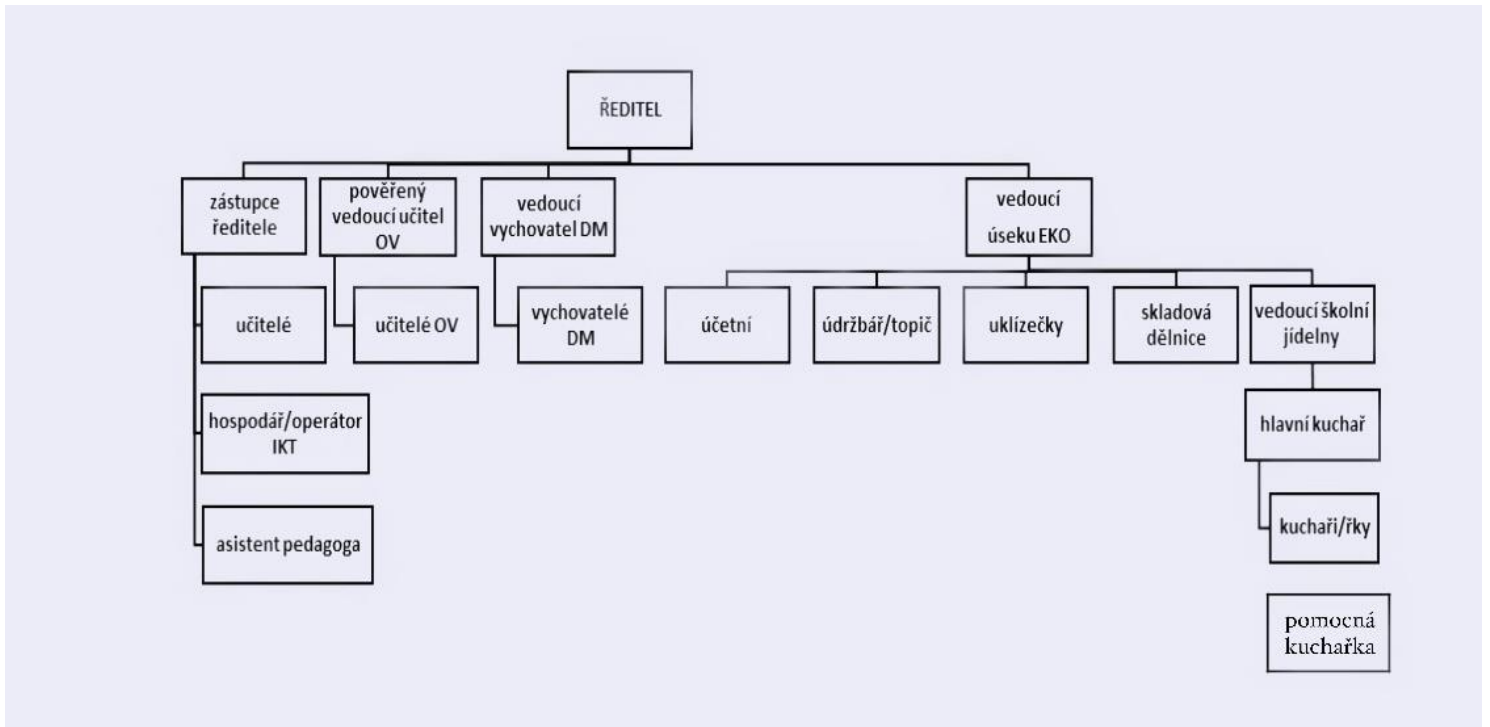 ŘEDITEL
zástupce
ředitele
pověřený
vedoucí učitel
OV
vedoucí
vychovatel DM
vedoucí
úseku EKO
učitelé
učitelé OV
vychovatelé
DM
účetní
údržbář/topič
uklízečky
skladová
dělnice
vedoucí školní
jídelny
hospodář/operátor
IKT
hlavní kuchař
asistent pedagoga
kuchaři/řky
pomocná
kuchařka